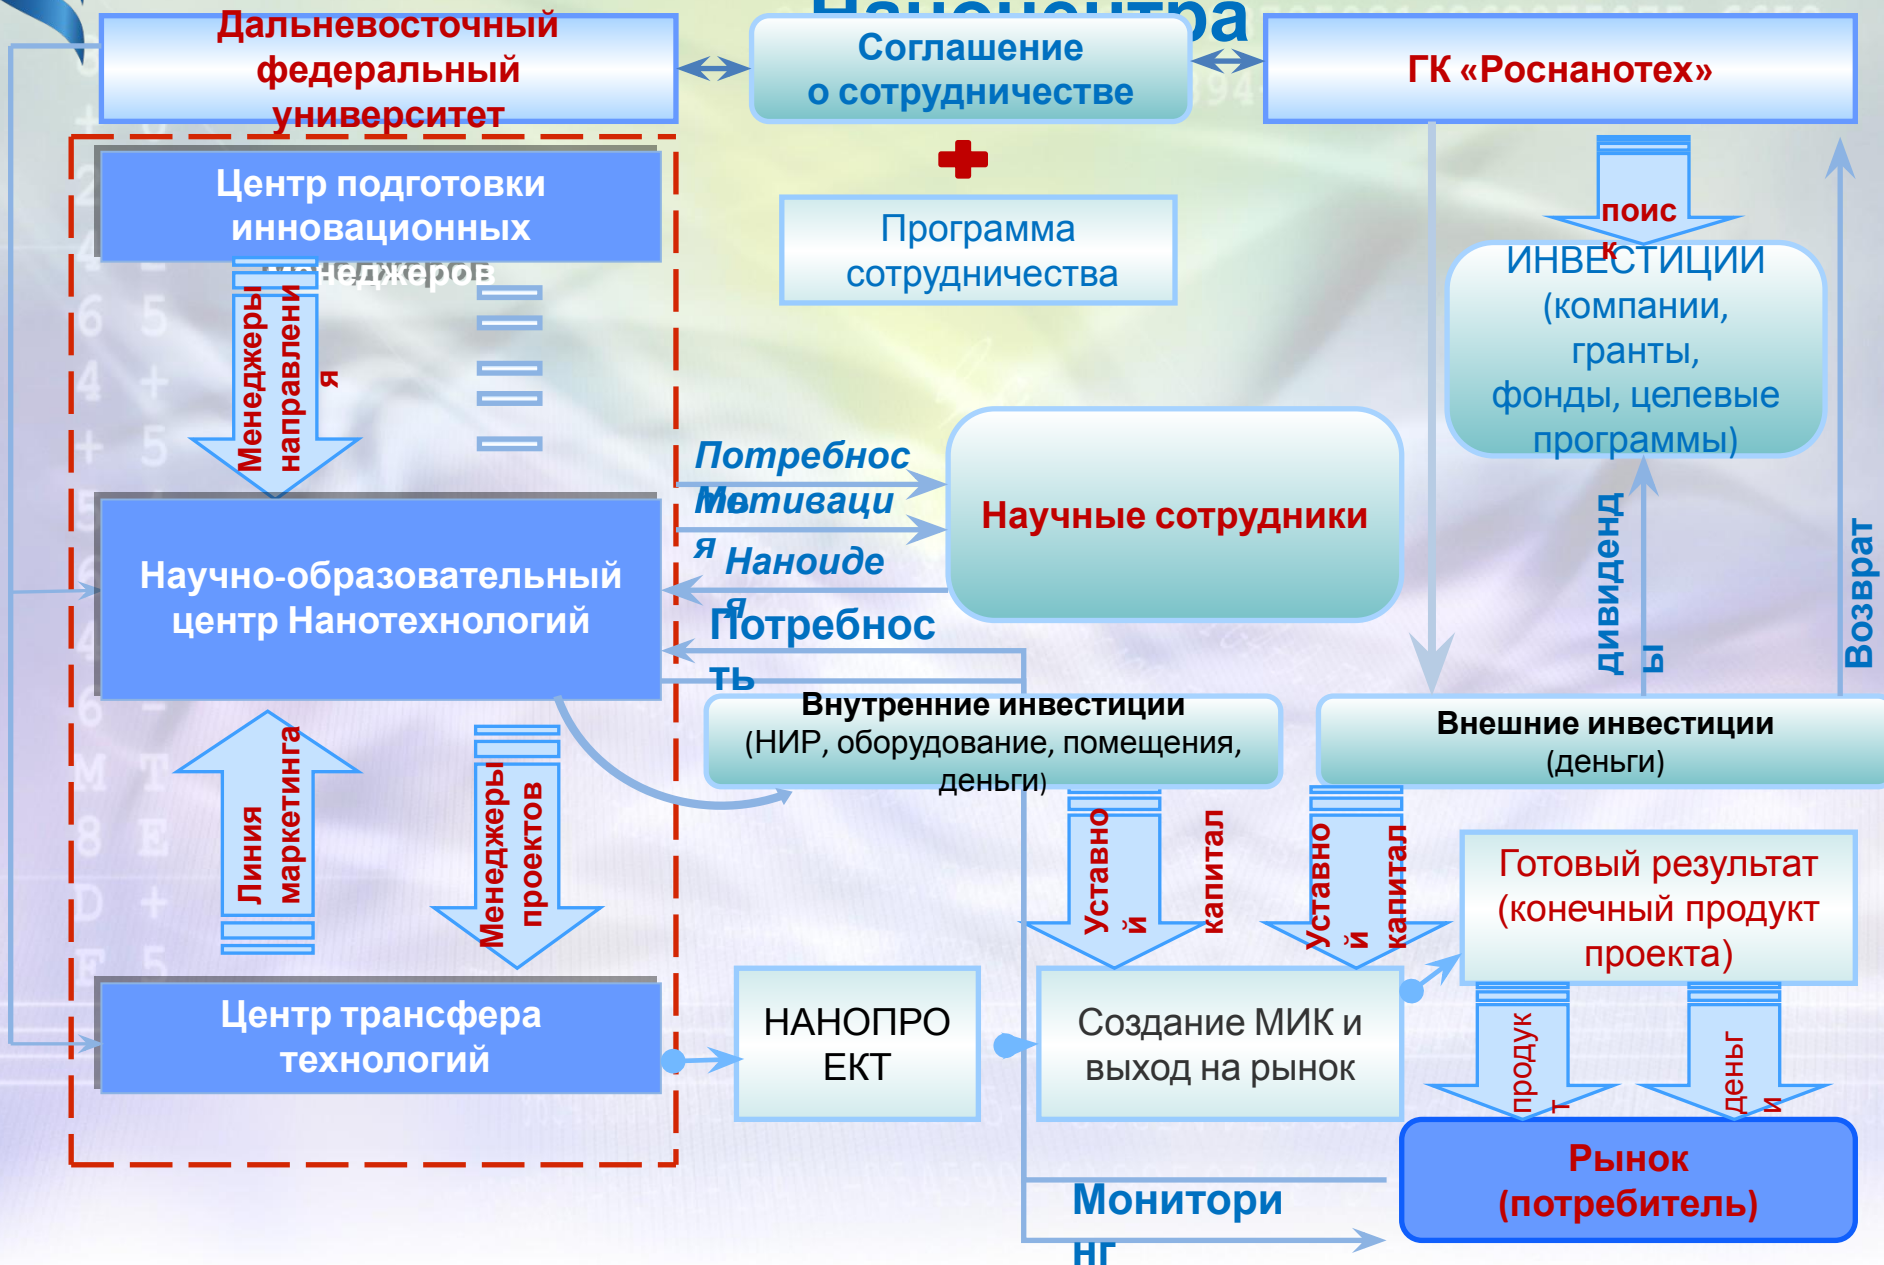 Наноцентра
Дальневосточный
федеральный
университет
Соглашение
о сотрудничестве
ГК «Роснанотех»
Центр подготовки
инновационных
менеджеров
Программа
сотрудничества
поис
к
ИНВЕСТИЦИИ
(компании,
гранты,
фонды, целевые
программы)
Менеджеры
направлени
я
Потребнос
ть
Мотиваци
я
Наноиде
я
Научные сотрудники
Научно-образовательный
центр Нанотехнологий
Потребнос
ть
дивиденд
ы
Возврат
Внутренние инвестиции
(НИР, оборудование, помещения,
деньги)
Внешние инвестиции
(деньги)
Линия
маркетинга
Менеджеры
проектов
Уставно
й
капитал
Уставно
й
капитал
Готовый результат
(конечный продукт
проекта)
Центр трансфера
технологий
НАНОПРО
ЕКТ
Создание МИК и
выход на рынок
продук
т
деньг
и
Рынок
(потребитель)
Монитори
нг